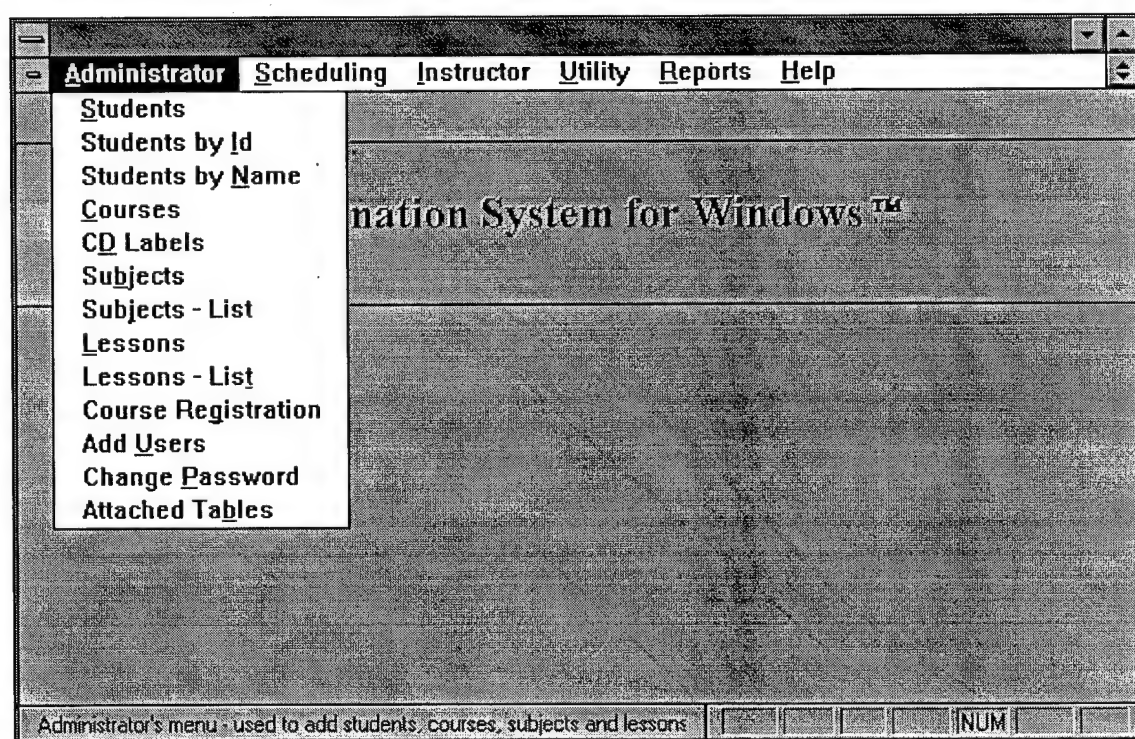 Administrator Scheduling Instructor Utility Reports Help
Students
Students by Id
Students by Name
Courses
CD Labels
Subjects
Subjects - List
Lessons
Lessons - List
Course Registration
Add Users
Change Password
Attached Tables
nation System for Windows™
Administrator's menu - used to add students, courses, subjects and lessons NUM